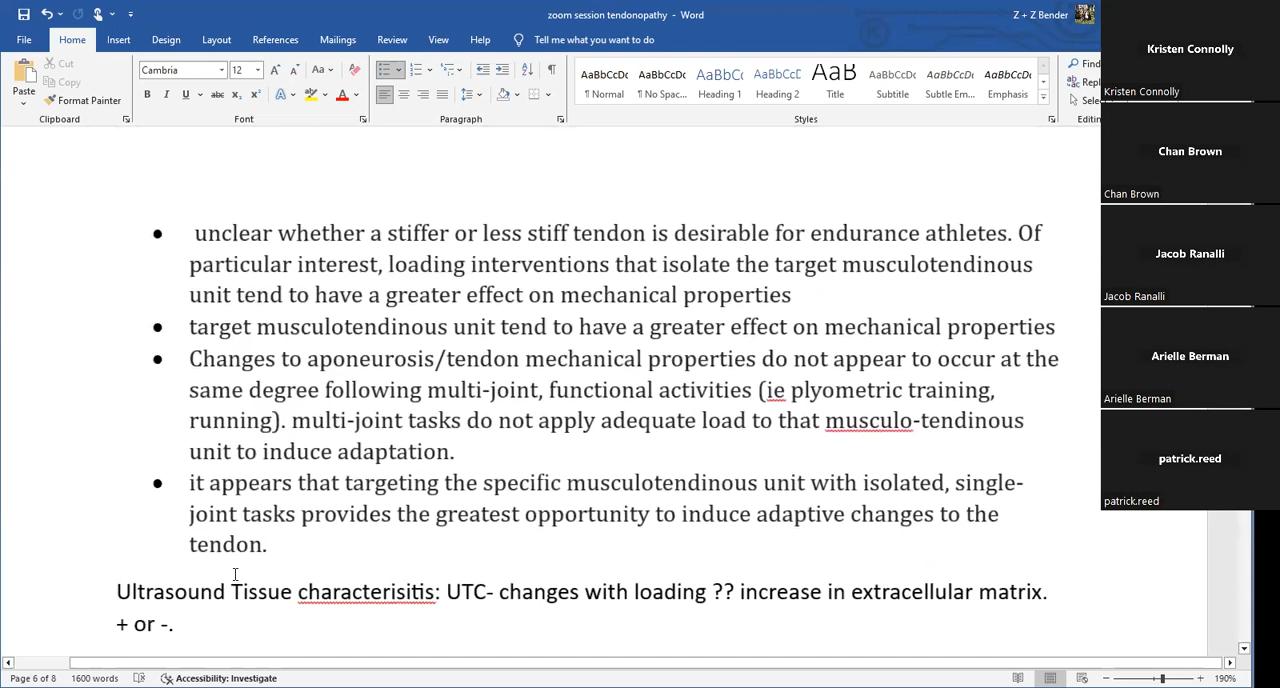 zoom session tendonopathy - Word
Z + Z Bender
File Home Insert Design Layout References Mailings Review View Help Tell me what you want to do
Paste
Cut
Copy
Format Painter
Clipboard
Cambria 12
Aa
B I U abc x₂ x² A
Font
Paragraph
AaBbCcDc AaBbCcDc AaBbCc AaBbCcD AaB AaBbCcD AaBbCcDc AaBbCcDc
¶ Normal ¶ No Spac... Heading 1 Heading 2 Title Subtitle Subtle Em... Emphasis
Styles
Find
Repl
Sele
Editin
• unclear whether a stiffer or less stiff tendon is desirable for endurance athletes. Of
particular interest, loading interventions that isolate the target musculotendinous
unit tend to have a greater effect on mechanical properties
• target musculotendinous unit tend to have a greater effect on mechanical properties
• Changes to aponeurosis/tendon mechanical properties do not appear to occur at the
same degree following multi-joint, functional activities (ie plyometric training,
running). multi-joint tasks do not apply adequate load to that musculo-tendinous
unit to induce adaptation.
• it appears that targeting the specific musculotendinous unit with isolated, single-
joint tasks provides the greatest opportunity to induce adaptive changes to the
tendon.
Ultrasound Tissue characterisitis: UTC- changes with loading ?? increase in extracellular matrix.
+ or -.
Page 6 of 8 1600 words Accessibility: Investigate 190%
Kristen Connolly
Kristen Connolly
Chan Brown
Chan Brown
Jacob Ranalli
Jacob Ranalli
Arielle Berman
Arielle Berman
patrick.reed
patrick.reed